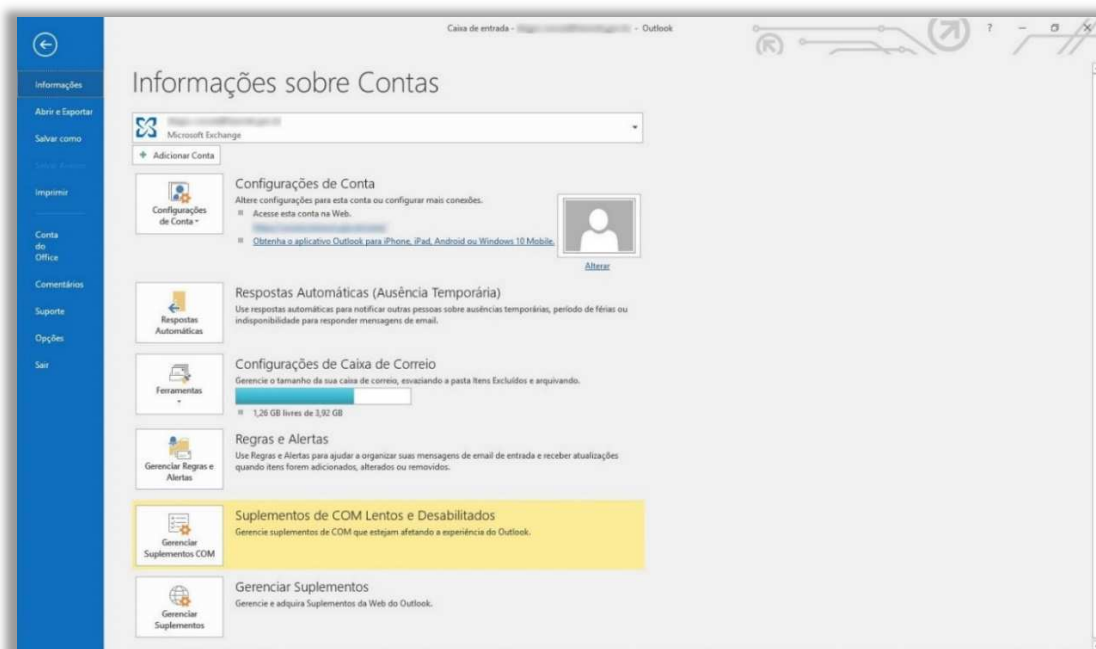 Caixa de entrada - - Outlook
?
Informações
Abrir e Exportar
Salvar como
Imprimir
Conta
do
Office
Comentários
Suporte
Opções
Sair
Informações sobre Contas
Microsoft Exchange
Adicionar Conta
Configurações
de Conta
Configurações de Conta
Altere configurações para esta conta ou configurar mais conexões.
Acesse esta conta na Web.
Obtenha o aplicativo Outlook para iPhone, iPad, Android ou Windows 10 Mobile.
Alterar
Respostas
Automáticas
Respostas Automáticas (Ausência Temporária)
Use respostas automáticas para notificar outras pessoas sobre ausências temporárias, período de férias ou
indisponibilidade para responder mensagens de email.
Ferramentas
Configurações de Caixa de Correio
Gerencie o tamanho da sua caixa de correio, esvaziando a pasta Itens Excluídos e arquivando.
1,26 GB livres de 3,92 GB
Gerenciar Regras e
Alertas
Regras e Alertas
Use Regras e Alertas para ajudar a organizar suas mensagens de email de entrada e receber atualizações
quando itens forem adicionados, alterados ou removidos.
Gerenciar
Suplementos COM
Suplementos de COM Lentos e Desabilitados
Gerencie suplementos de COM que estejam afetando a experiência do Outlook.
Gerenciar
Suplementos
Gerenciar Suplementos
Gerencie e adquira Suplementos da Web do Outlook.